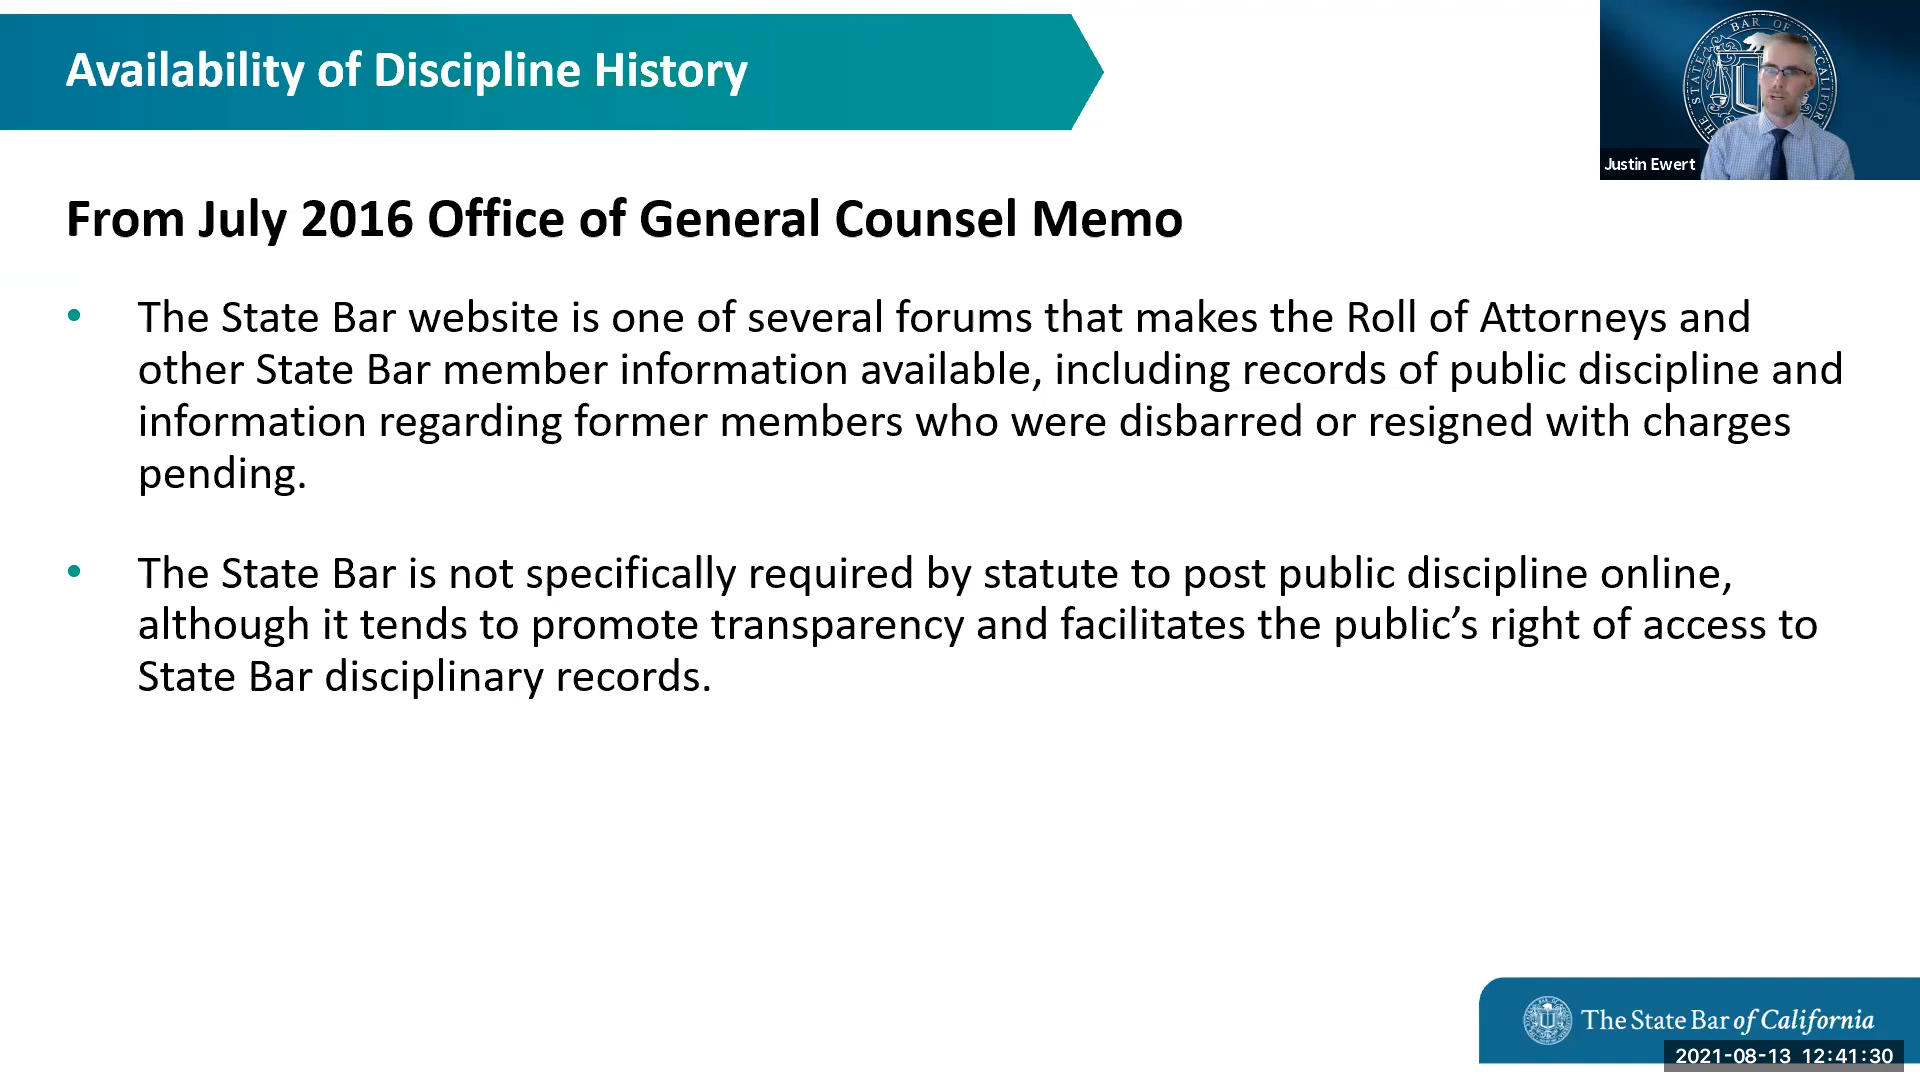 Availability of Discipline History
THE STATE BAR OF CALIFOR
Justin Ewert
From July 2016 Office of General Counsel Memo
• The State Bar website is one of several forums that makes the Roll of Attorneys and
other State Bar member information available, including records of public discipline and
information regarding former members who were disbarred or resigned with charges
pending.
• The State Bar is not specifically required by statute to post public discipline online,
although it tends to promote transparency and facilitates the public’s right of access to
State Bar disciplinary records.
The State Bar of California
2021-08-13 12:41:30